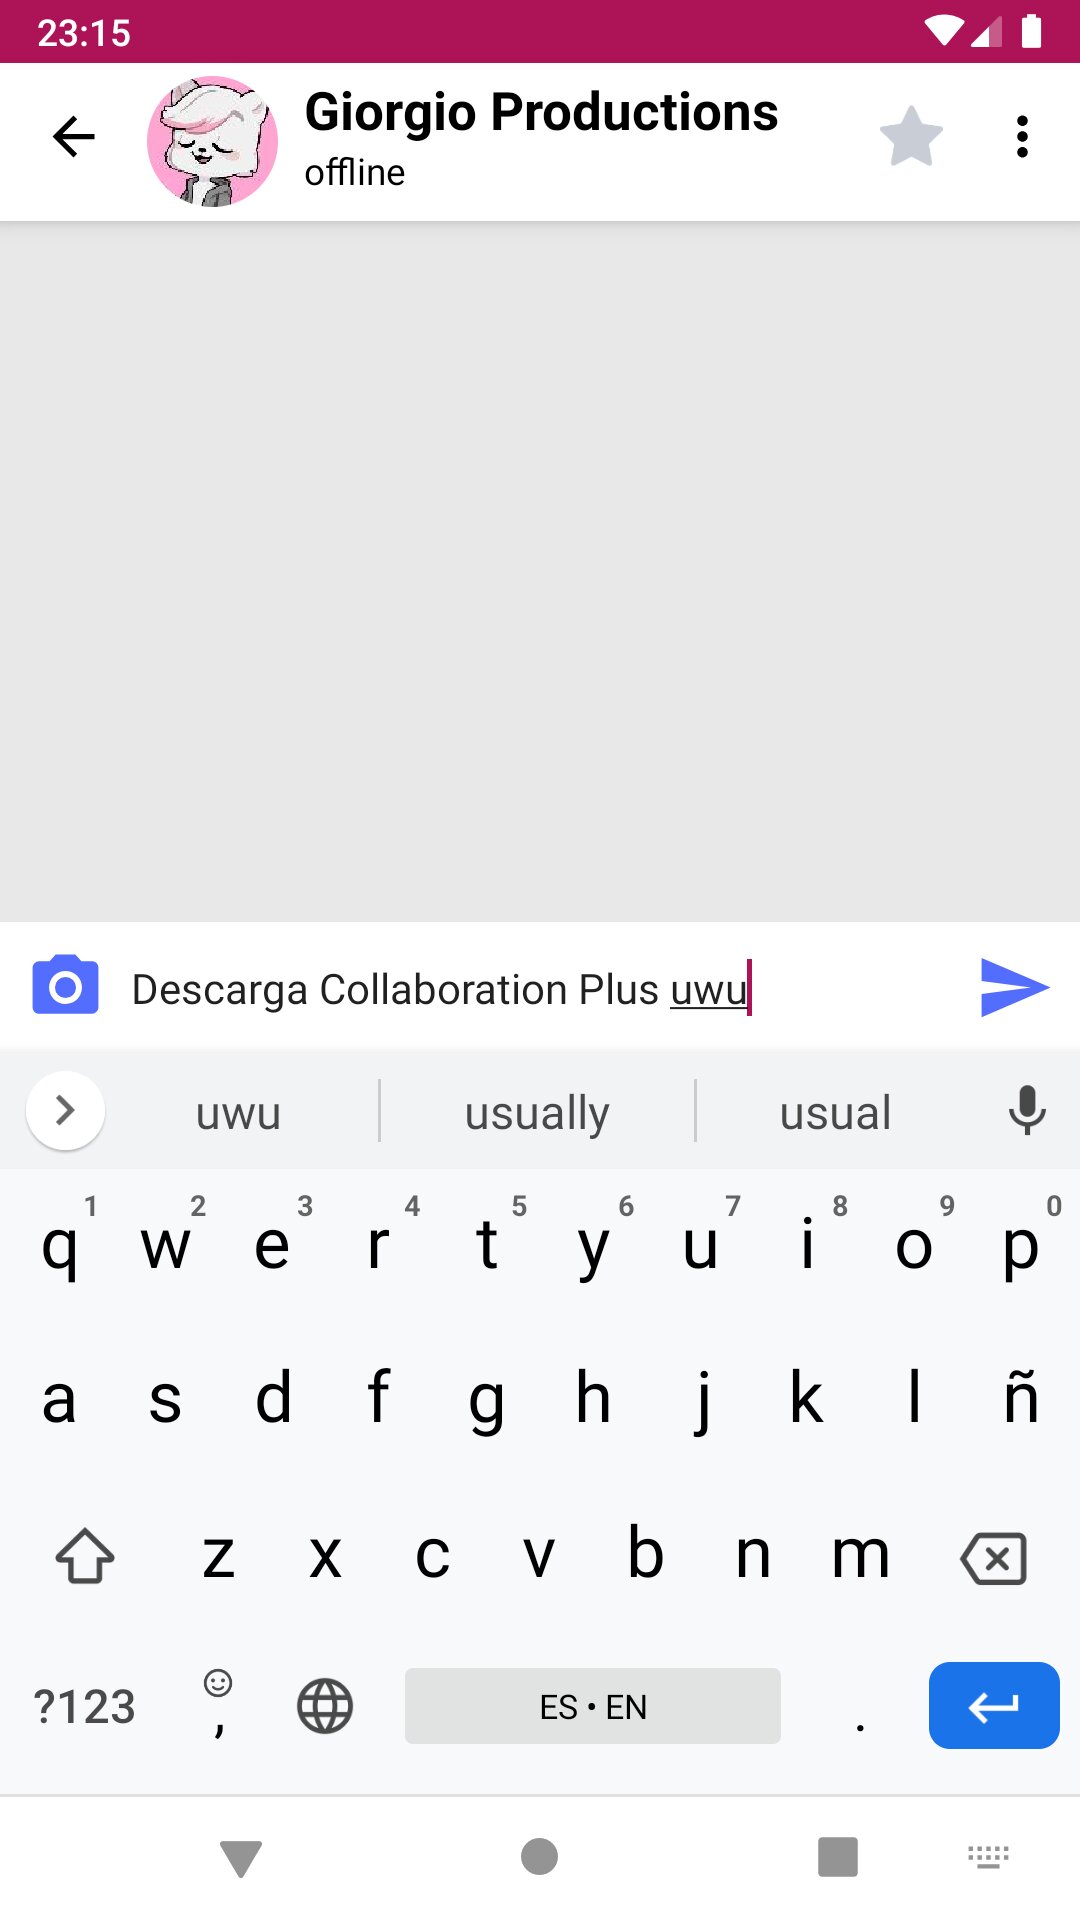 23:15
Giorgio Productions
offline
Descarga Collaboration Plus uwu
uwu usually usual
1 2 3 4 5 6 7 8 9 0
q w e r t y u i o p
a s d f g h j k l ñ
z x c v b n m
?123 , ES • EN .